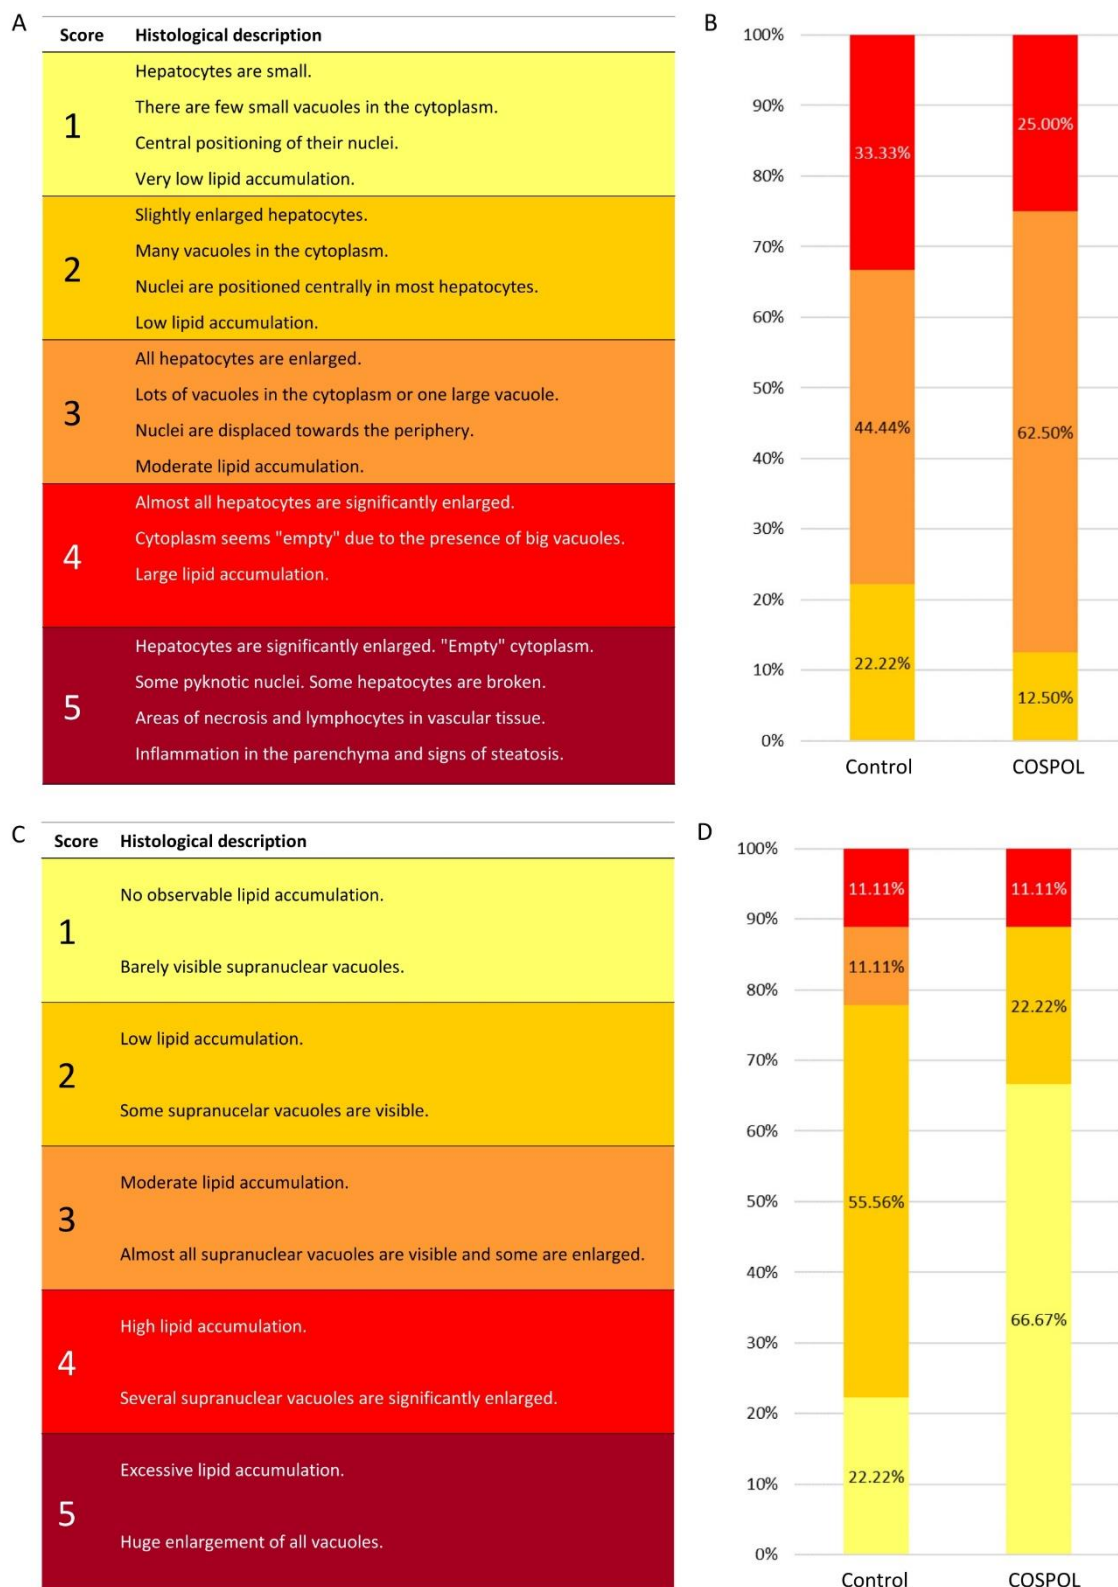 A
Score Histological description
1
Hepatocytes are small.
There are few small vacuoles in the cytoplasm.
Central positioning of their nuclei.
Very low lipid accumulation.
2
Slightly enlarged hepatocytes.
Many vacuoles in the cytoplasm.
Nuclei are positioned centrally in most hepatocytes.
Low lipid accumulation.
3
All hepatocytes are enlarged.
Lots of vacuoles in the cytoplasm or one large vacuole.
Nuclei are displaced towards the periphery.
Moderate lipid accumulation.
4
Almost all hepatocytes are significantly enlarged.
Cytoplasm seems "empty" due to the presence of big vacuoles.
Large lipid accumulation.
5
Hepatocytes are significantly enlarged. "Empty" cytoplasm.
Some pyknotic nuclei. Some hepatocytes are broken.
Areas of necrosis and lymphocytes in vascular tissue.
Inflammation in the parenchyma and signs of steatosis.
B
100%
90%
80%
70%
60%
50%
40%
30%
20%
10%
0%
33.33%
44.44%
22.22%
25.00%
62.50%
12.50%
Control COSPOL
C
Score Histological description
1
No observable lipid accumulation.
Barely visible supranuclear vacuoles.
2
Low lipid accumulation.
Some supranucelar vacuoles are visible.
3
Moderate lipid accumulation.
Almost all supranuclear vacuoles are visible and some are enlarged.
4
High lipid accumulation.
Several supranuclear vacuoles are significantly enlarged.
5
Excessive lipid accumulation.
Huge enlargement of all vacuoles.
D
100%
90%
80%
70%
60%
50%
40%
30%
20%
10%
0%
11.11%
11.11%
55.56%
22.22%
11.11%
22.22%
66.67%
Control COSPOL